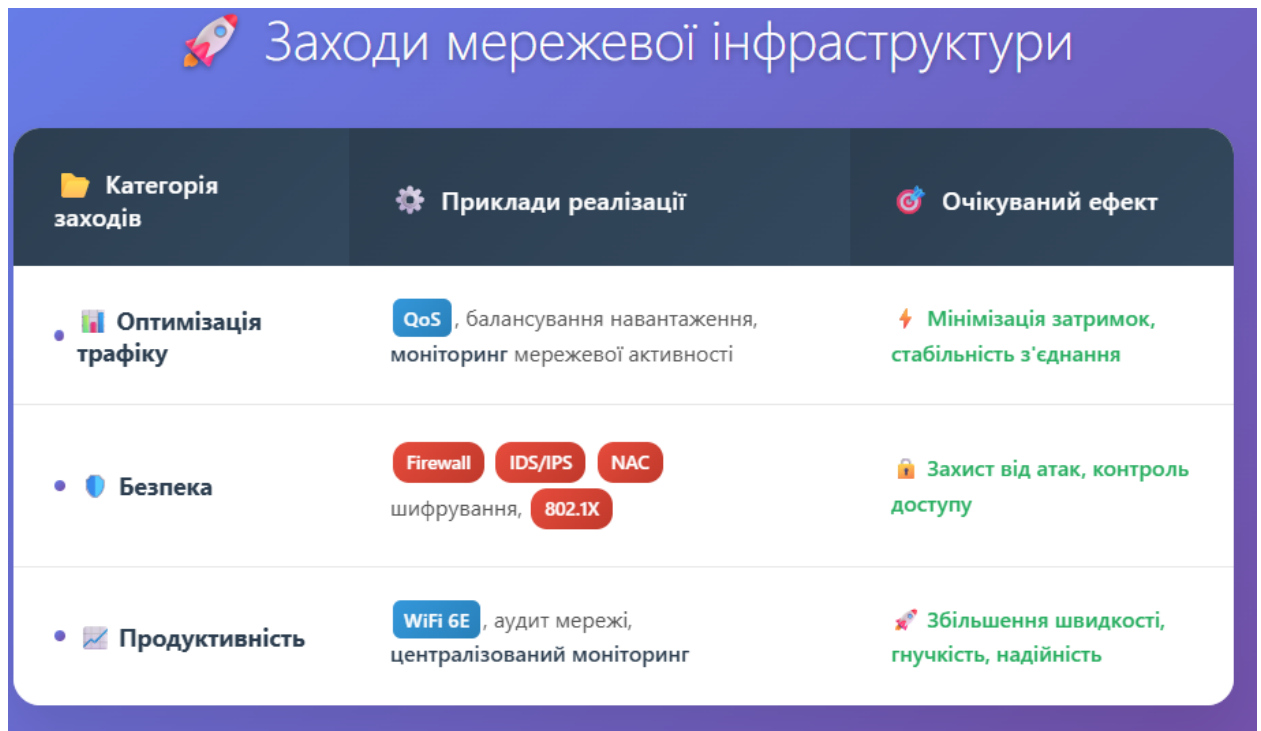 🚀 Заходи мережевої інфраструктури
📁 Категорія
заходів
⚙️ Приклади реалізації
🎯 Очікуваний ефект
• 📊 Оптимізація
трафіку
QoS , балансування навантаження,
моніторинг мережевої активності
⚡ Мінімізація затримок,
стабільність з'єднання
• 🛡️ Безпека
Firewall IDS/IPS NAC
шифрування, 802.1X
🔒 Захист від атак, контроль
доступу
• 📈 Продуктивність
WiFi 6E , аудит мережі,
централізований моніторинг
🚀 Збільшення швидкості,
гнучкість, надійність